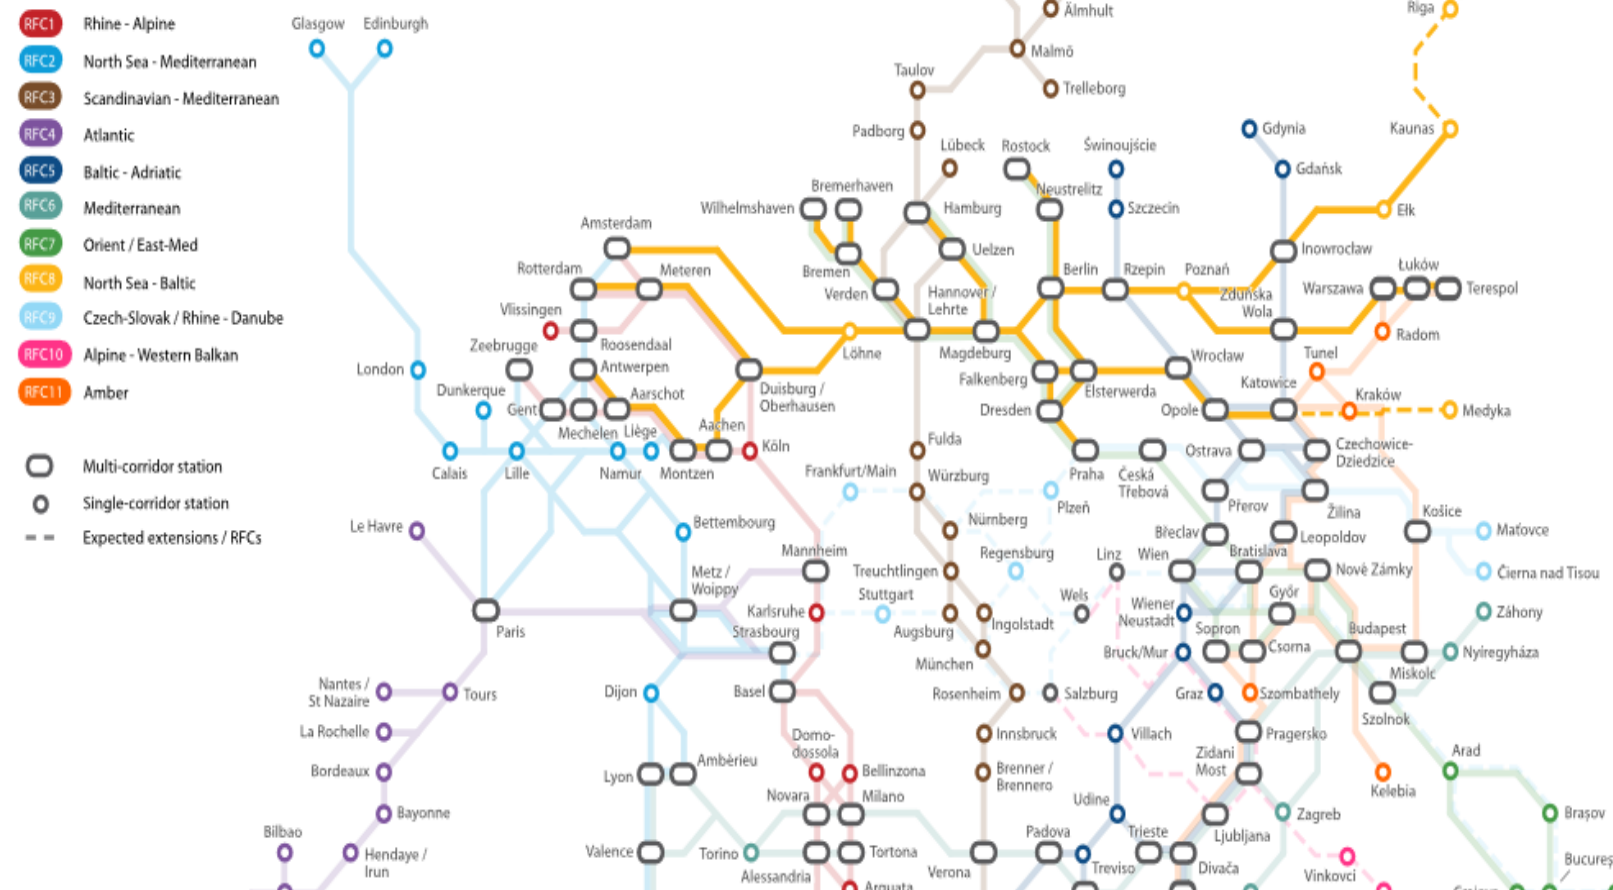 RFC1 Rhine - Alpine
RFC2 North Sea - Mediterranean
RFC3 Scandinavian - Mediterranean
RFC4 Atlantic
RFC5 Baltic - Adriatic
RFC6 Mediterranean
RFC7 Orient / East-Med
RFC8 North Sea - Baltic
RFC9 Czech-Slovak / Rhine - Danube
RFC10 Alpine - Western Balkan
RFC11 Amber
Multi-corridor station
Single-corridor station
Expected extensions / RFCs
Glasgow
Edinburgh
Älmhult
Malmö
Trelleborg
Taulov
Padborg
Lübeck
Rostock
Świnoujście
Gdynia
Riga
Kaunas
Gdańsk
Bremerhaven
Wilhelmshaven
Hamburg
Neustrelitz
Szczecin
Ełk
Amsterdam
Uelzen
Inowrocław
Rotterdam
Meteren
Bremen
Verden
Hannover /
Lehrte
Berlin
Rzepin
Poznań
Zduńska
Wola
Łuków
Warszawa
Terespol
Vlissingen
Roosendaal
Zeebrugge
Antwerpen
Löhne
Magdeburg
Radom
Tunel
London
Dunkerque
Aarschot
Duisburg /
Oberhausen
Falkenberg
Elsterwerda
Wrocław
Katowice
Kraków
Medyka
Gent
Mechelen
Liège
Aachen
Dresden
Opole
Calais
Lille
Namur
Montzen
Köln
Fulda
Praha
Česká
Třebová
Ostrava
Czechowice-
Dziedzice
Frankfurt/Main
Würzburg
Plzeň
Přerov
Žilina
Le Havre
Bettembourg
Nürnberg
Břeclav
Leopoldov
Košice
Maťovce
Mannheim
Regensburg
Linz
Wien
Bratislava
Nové Zámky
Čierna nad Tisou
Metz /
Woippy
Treuchtlingen
Stuttgart
Wels
Győr
Paris
Karlsruhe
Strasbourg
Augsburg
Ingolstadt
Wiener
Neustadt
Sopron
Csorna
Budapest
Záhony
München
Bruck/Mur
Miskolc
Nyíregyháza
Nantes /
St Nazaire
Tours
Dijon
Basel
Rosenheim
Salzburg
Graz
Szombathely
Szolnok
La Rochelle
Domo-
dossola
Innsbruck
Villach
Pragersko
Zidani
Most
Arad
Bordeaux
Lyon
Ambérieu
Bellinzona
Brenner /
Brennero
Kelebia
Bayonne
Novara
Milano
Udine
Ljubljana
Zagreb
Brașov
Bilbao
Hendaye /
Irun
Valence
Torino
Alessandria
Tortona
Verona
Padova
Treviso
Trieste
Divača
Vinkovci
Arquata